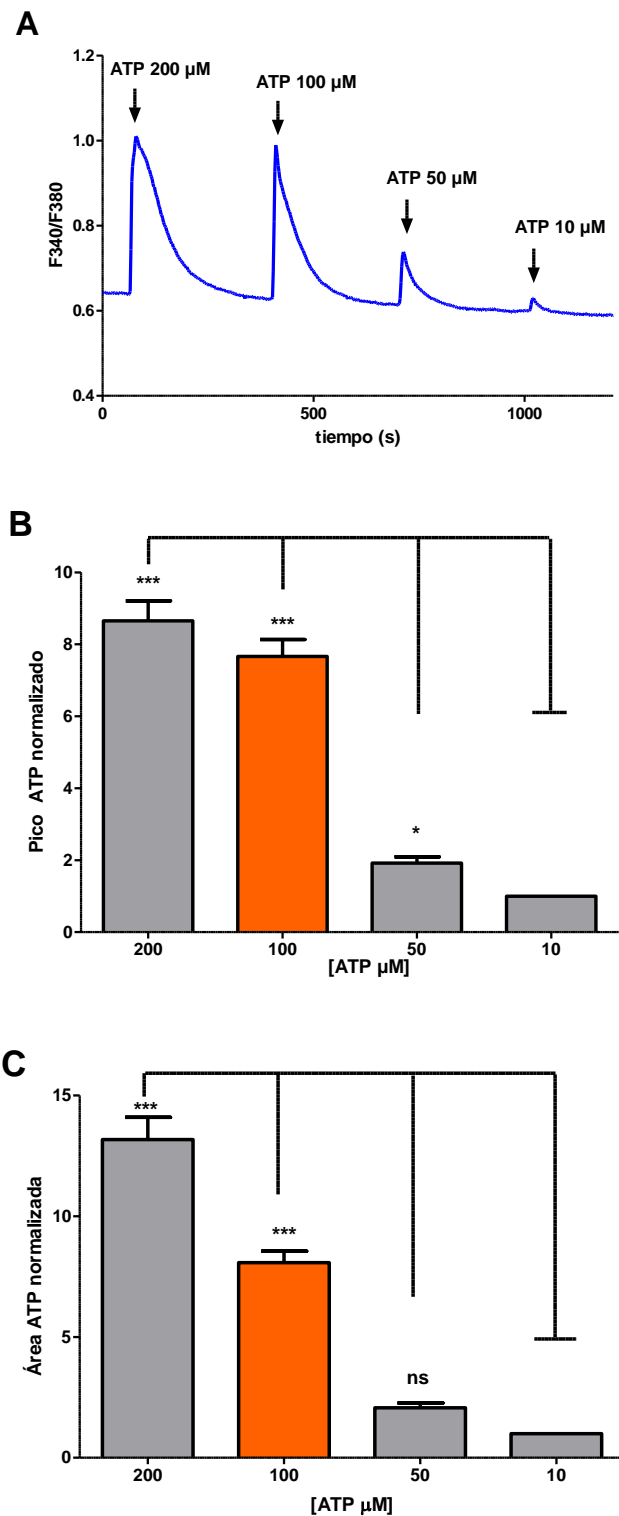 A
ATP 200 µM
ATP 100 µM
ATP 50 µM
ATP 10 µM
F340/F380
1.2
1.0
0.8
0.6
0.4
0 500 1000
tiempo (s)
B
Pico ATP normalizado
10
8
6
4
2
0
***
***
*
200 100 50 10
[ATP µM]
C
Área ATP normalizada
15
10
5
0
***
***
ns
200 100 50 10
[ATP µM]